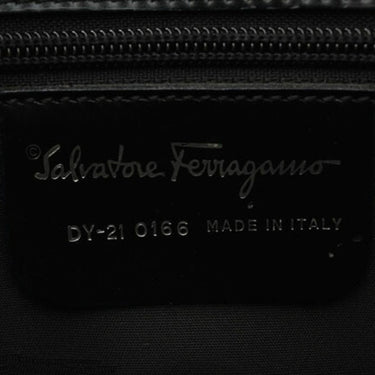 © Salvatore Ferragamo
DY-21 0166 MADE IN ITALY